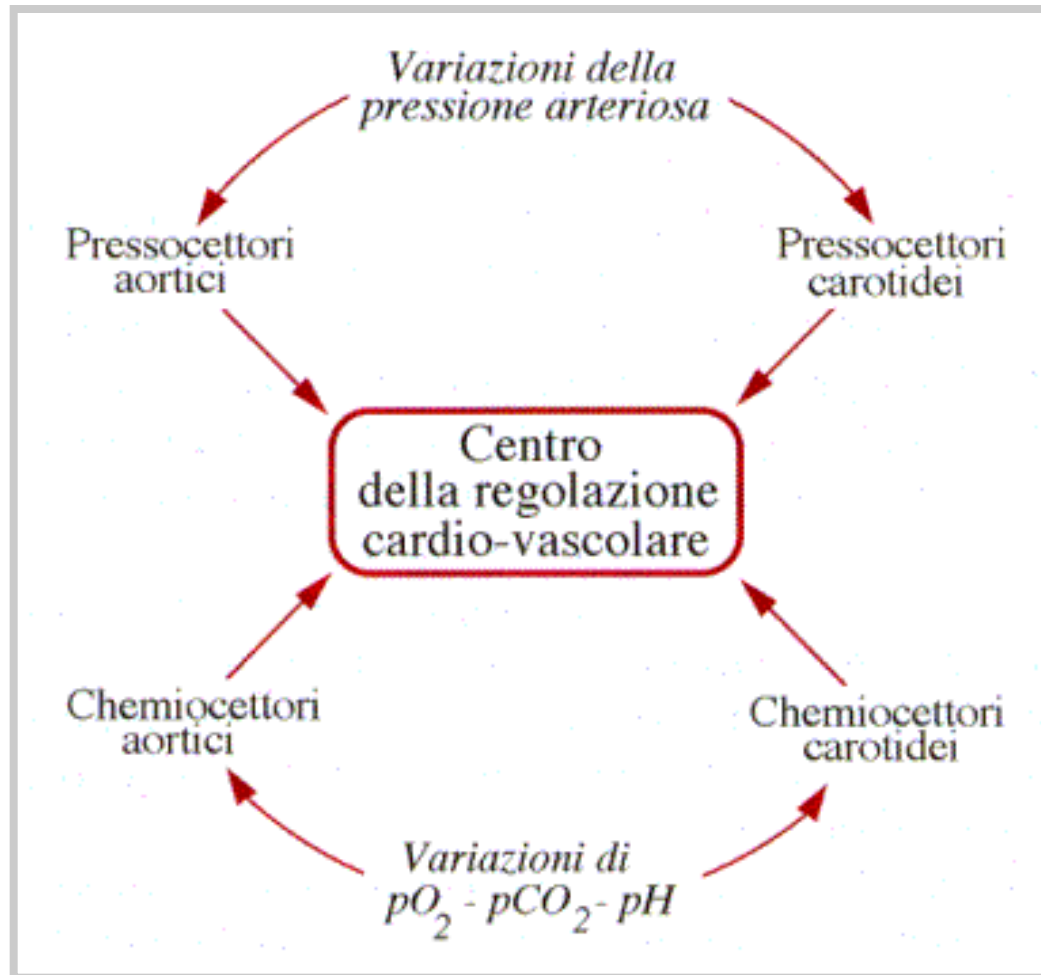 Variazioni della
pressione arteriosa
Pressocettori
aortici
Pressocettori
carotidei
Centro
della regolazione
cardio-vascolare
Chemiocettori
aortici
Chemiocettori
carotidei
Variazioni di
pO2 - pCO2 - pH